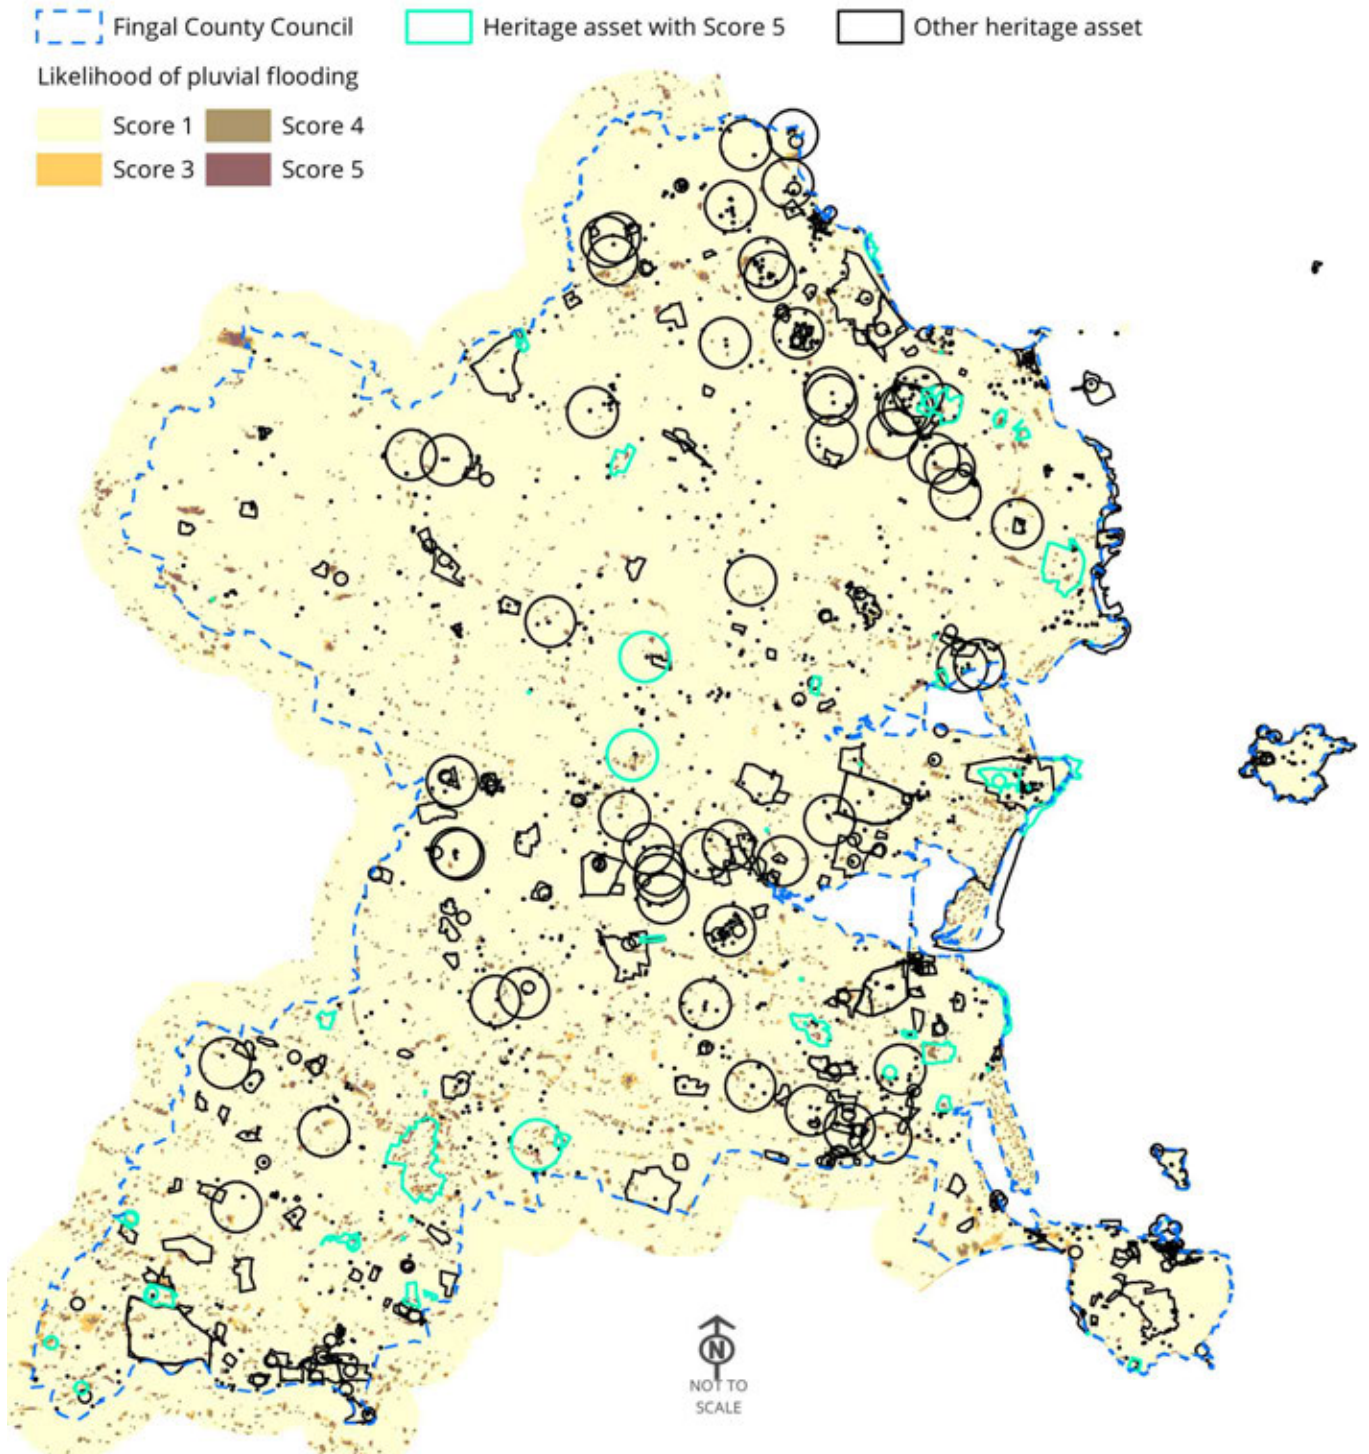 Fingal County Council
Heritage asset with Score 5
Other heritage asset
Likelihood of pluvial flooding
Score 1
Score 4
Score 3
Score 5
N
NOT TO
SCALE